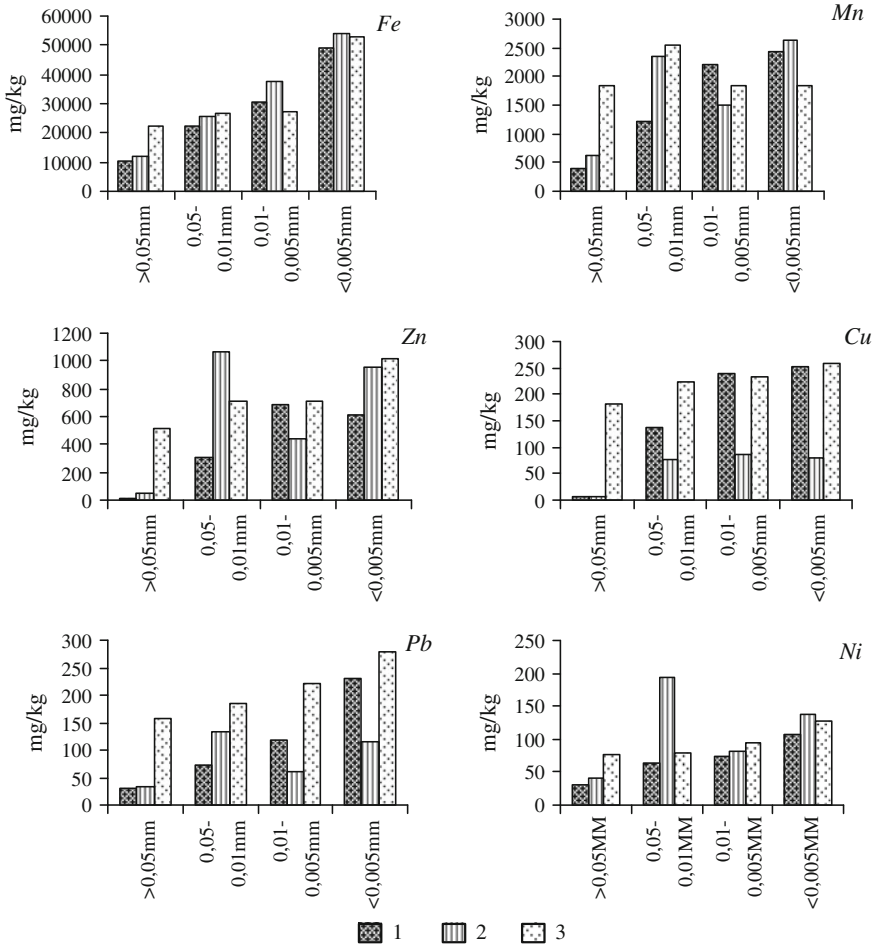 Fe
mg/kg
60000
50000
40000
30000
20000
10000
0
>0,05mm
0,05-
0,01mm
0,01-
0,005mm
<0,005mm
Mn
mg/kg
3000
2500
2000
1500
1000
500
0
>0,05mm
0,05-
0,01mm
0,01-
0,005mm
<0,005mm
Zn
mg/kg
1200
1000
800
600
400
200
0
>0,05mm
0,05-
0,01mm
0,01-
0,005mm
<0,005mm
Cu
mg/kg
300
250
200
150
100
50
0
>0,05mm
0,05-
0,01mm
0,01-
0,005mm
<0,005mm
Pb
mg/kg
300
250
200
150
100
50
0
>0,05mm
0,05-
0,01mm
0,01-
0,005mm
<0,005mm
Ni
mg/kg
250
200
150
100
50
0
>0,05MM
0,05-
0,01MM
0,01-
0,005MM
<0,005MM
1 2 3